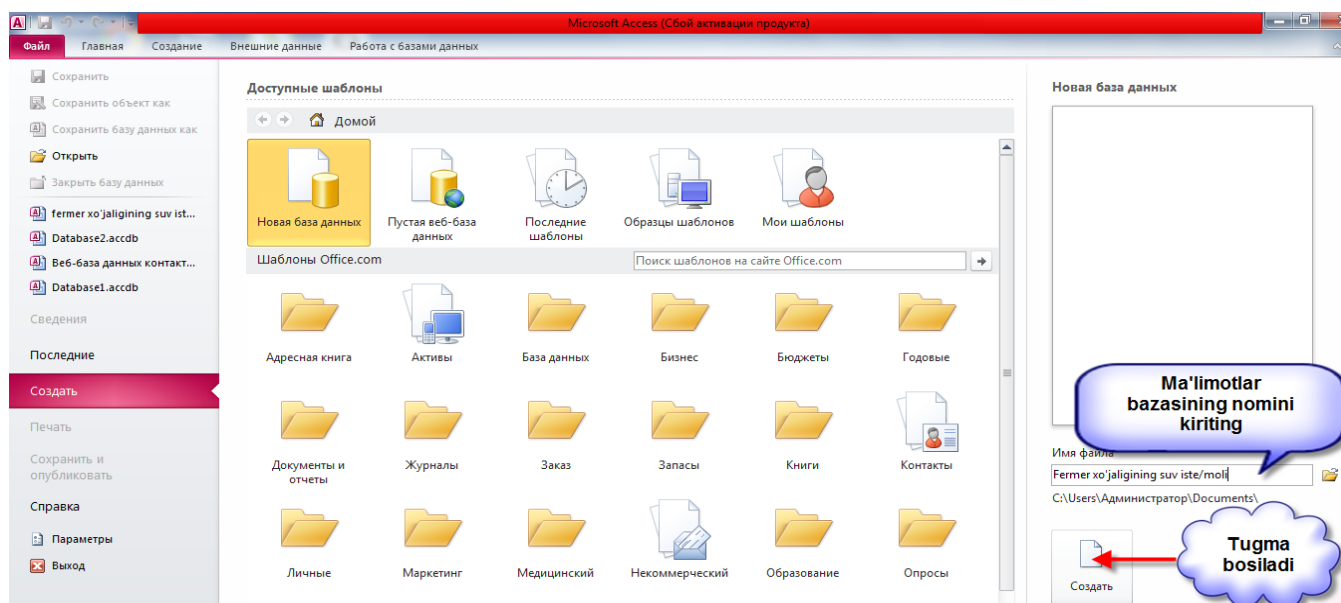 Microsoft Access (Сбой активации продукта)
Файл Главная Создание Внешние данные Работа с базами данных
Сохранить
Сохранить объект как
Сохранить базу данных как
Открыть
Закрыть базу данных
fermer xo'jaligining suv ist...
Database2.accdb
Веб-база данных контакт...
Database1.accdb
Сведения
Последние
Создать
Печать
Сохранить и
опубликовать
Справка
Параметры
Выход
Доступные шаблоны
Домой
Новая база данных
Пустая веб-база
данных
Последние
шаблоны
Образцы шаблонов
Мои шаблоны
Шаблоны Office.com
Поиск шаблонов на сайте Office.com
Адресная книга
Активы
База данных
Бизнес
Бюджеты
Годовые
Документы и
отчеты
Журналы
Заказ
Запасы
Книги
Контакты
Личные
Маркетинг
Медицинский
Некоммерческий
Образование
Опросы
Новая база данных
Ma'limotlar
bazasining nomini
kiriting
Имя файла
Fermer xo'jaligining suv iste/moli
C:\Users\Администратор\Documents\
Tugma
bosiladi
Создать